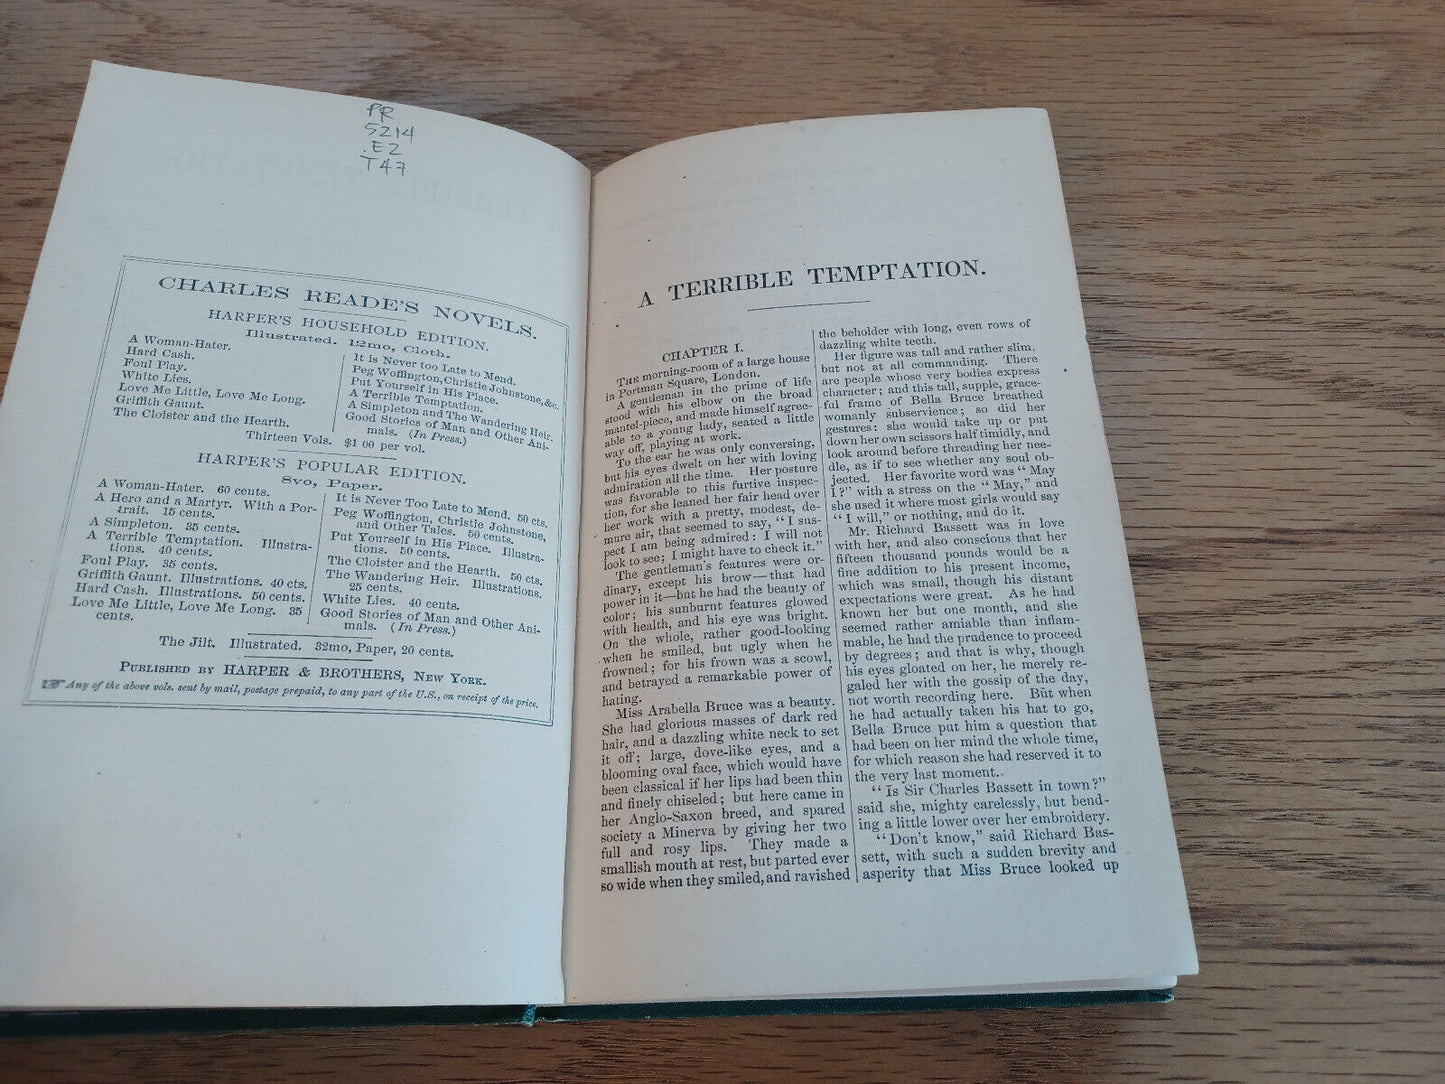 PR
5214
.E2
T47
CHARLES READE'S NOVELS.
HARPER'S HOUSEHOLD EDITION.
Illustrated. 12mo, Cloth.
A Woman-Hater.
Hard Cash.
Foul Play.
White Lies.
Love Me Little, Love Me Long.
Griffith Gaunt.
The Cloister and the Hearth.
It is Never too Late to Mend.
Peg Woffington, Christie Johnstone, &c.
Put Yourself in His Place.
A Terrible Temptation.
A Simpleton and The Wandering Heir.
Good Stories of Man and Other Ani-
mals. (In Press.)
Thirteen Vols. $1 00 per vol.
HARPER'S POPULAR EDITION.
8vo, Paper.
A Woman-Hater. 60 cents.
A Hero and a Martyr. With a Por-
trait. 15 cents.
A Simpleton. 35 cents.
A Terrible Temptation. Illustra-
tions. 40 cents.
Foul Play. 35 cents.
Griffith Gaunt. Illustrations. 40 cts.
Hard Cash. Illustrations. 50 cents.
Love Me Little, Love Me Long. 35
cents.
It is Never Too Late to Mend. 50 cts.
Peg Woffington, Christie Johnstone,
and Other Tales. 50 cents.
Put Yourself in His Place. Illustra-
tions. 50 cents.
The Cloister and the Hearth. 50 cts.
The Wandering Heir. Illustrations.
25 cents.
White Lies. 40 cents.
Good Stories of Man and Other Ani-
mals. (In Press.)
The Jilt. Illustrated. 32mo, Paper, 20 cents.
PUBLISHED BY HARPER & BROTHERS, NEW YORK.
☞ Any of the above vols. sent by mail, postage prepaid, to any part of the U.S., on receipt of the price.
A TERRIBLE TEMPTATION.
CHAPTER I.
THE morning-room of a large house
in Portman Square, London.
A gentleman in the prime of life
stood with his elbow on the broad
mantel-piece, and made himself agree-
able to a young lady, seated a little
way off, playing at work.
To the ear he was only conversing,
but his eyes dwelt on her with loving
admiration all the time. Her posture
was favorable to this furtive inspec-
tion, for she leaned her fair head over
her work with a pretty, modest, de-
mure air, that seemed to say, "I sus-
pect I am being admired: I will not
look to see; I might have to check it."
The gentleman's features were or-
dinary, except his brow—that had
power in it—but he had the beauty of
color; his sunburnt features glowed
with health, and his eye was bright.
On the whole, rather good-looking
when he smiled, but ugly when he
frowned; for his frown was a scowl,
and betrayed a remarkable power of
hating.
Miss Arabella Bruce was a beauty.
She had glorious masses of dark red
hair, and a dazzling white neck to set
it off; large, dove-like eyes, and a
blooming oval face, which would have
been classical if her lips had been thin
and finely chiseled; but here came in
her Anglo-Saxon breed, and spared
society a Minerva by giving her two
full and rosy lips. They made a
smallish mouth at rest, but parted ever
so wide when they smiled, and ravished
the beholder with long, even rows of
dazzling white teeth.
Her figure was tall and rather slim,
but not at all commanding. There
are people whose very bodies express
character; and this tall, supple, grace-
ful frame of Bella Bruce breathed
womanly subservience; so did her
gestures: she would take up or put
down her own scissors half timidly, and
look around before threading her nee-
dle, as if to see whether any soul ob-
jected. Her favorite word was "May
I?" with a stress on the "May," and
she used it where most girls would say
"I will," or nothing, and do it.
Mr. Richard Bassett was in love
with her, and also conscious that her
fifteen thousand pounds would be a
fine addition to his present income,
which was small, though his distant
expectations were great. As he had
known her but one month, and she
seemed rather amiable than inflam-
mable, he had the prudence to proceed
by degrees; and that is why, though
his eyes gloated on her, he merely re-
galed her with the gossip of the day,
not worth recording here. But when
he had actually taken his hat to go,
Bella Bruce put him a question that
had been on her mind the whole time,
for which reason she had reserved it to
the very last moment.
"Is Sir Charles Bassett in town?"
said she, mighty carelessly, but bend-
ing a little lower over her embroidery.
"Don't know," said Richard Bas-
sett, with such a sudden brevity and
asperity that Miss Bruce looked up